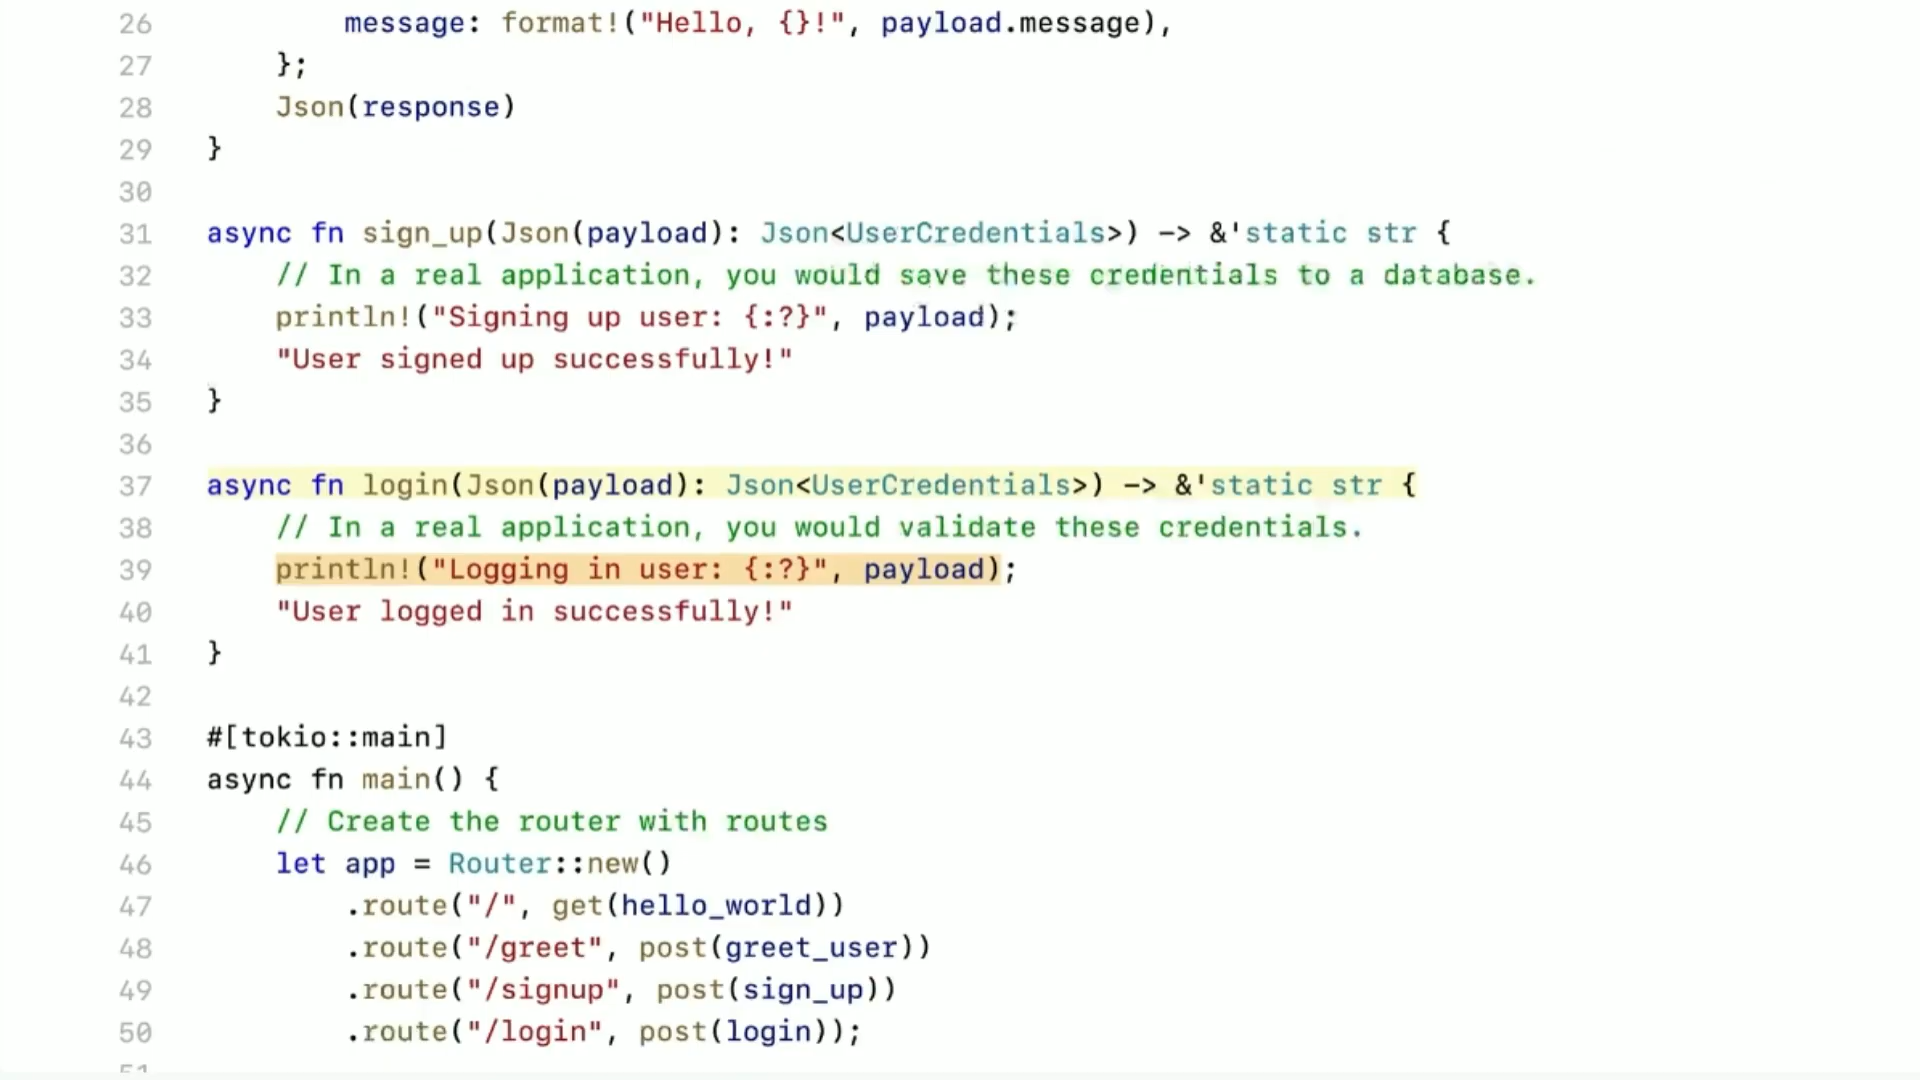 26 message: format!("Hello, {}!", payload.message),
27 };
28 Json(response)
29 }
30
31 async fn sign_up(Json(payload): Json<UserCredentials>) -> &'static str {
32 // In a real application, you would save these credentials to a database.
33 println!("Signing up user: {:?}", payload);
34 "User signed up successfully!"
35 }
36
37 async fn login(Json(payload): Json<UserCredentials>) -> &'static str {
38 // In a real application, you would validate these credentials.
39 println!("Logging in user: {:?}", payload);
40 "User logged in successfully!"
41 }
42
43 #[tokio::main]
44 async fn main() {
45 // Create the router with routes
46 let app = Router::new()
47 .route("/", get(hello_world))
48 .route("/greet", post(greet_user))
49 .route("/signup", post(sign_up))
50 .route("/login", post(login));
51